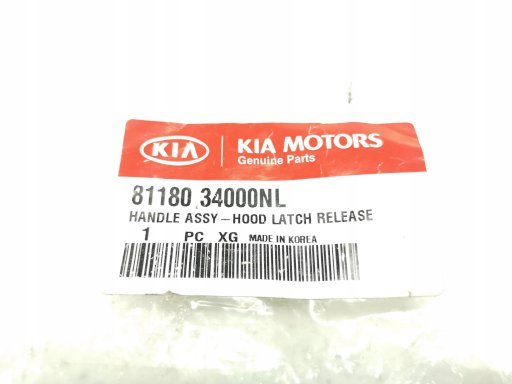 KIA KIA MOTORS
Genuine Parts
81180 34000NL
HANDLE ASSY-HOOD LATCH RELEASE
1 PC XG MADE IN KOREA